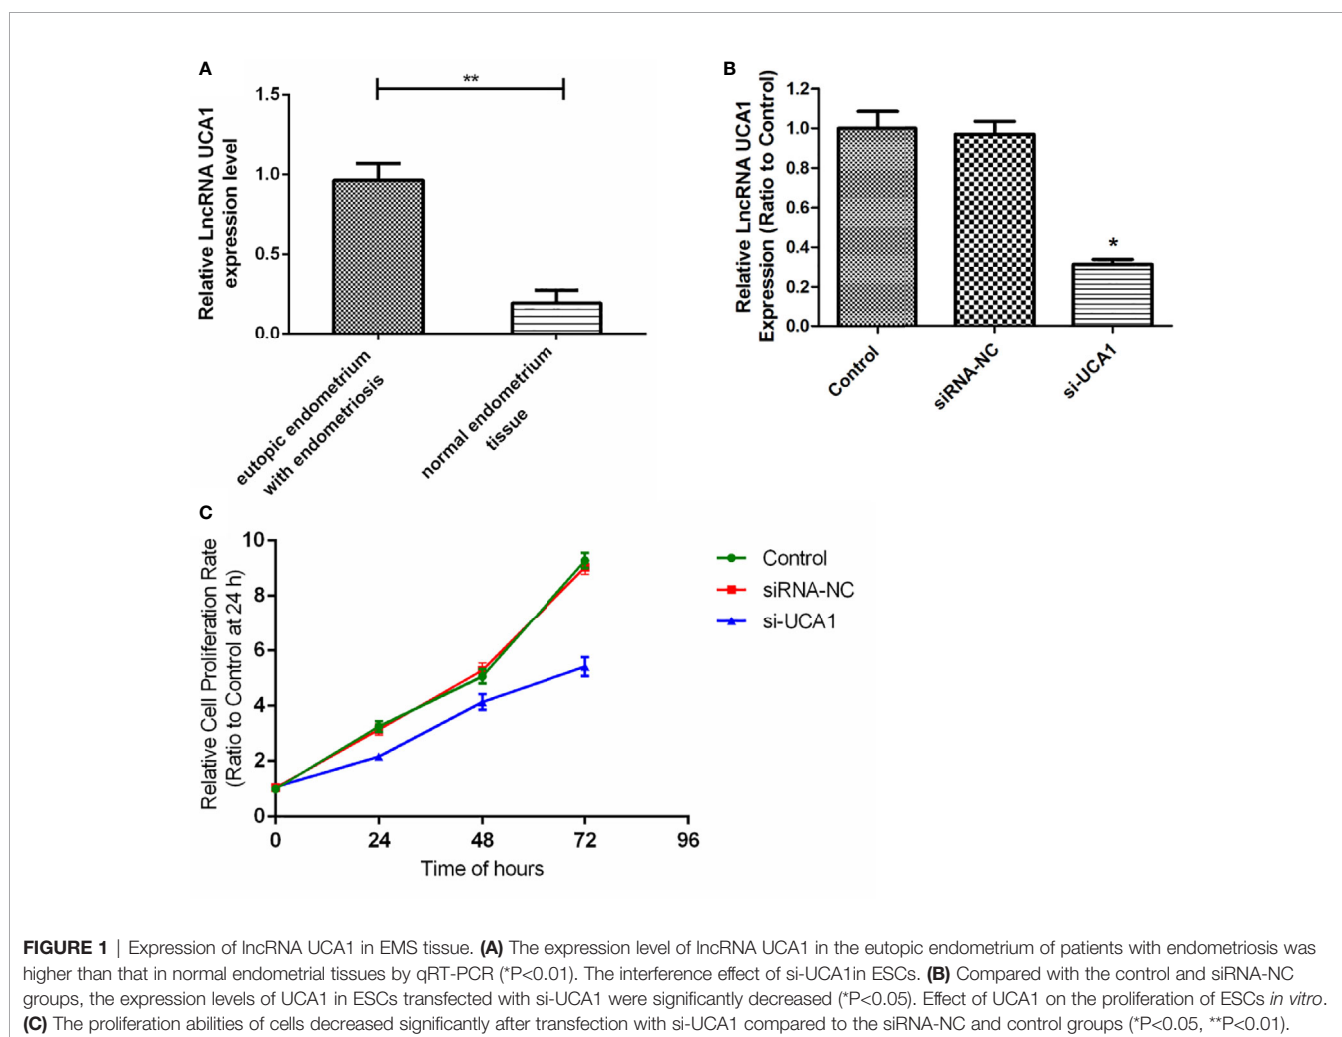 A
**
Relative LncRNA UCA1
expression level
1.5
1.0
0.5
0.0
eutopic endometrium
with endometriosis
normal endometrium
tissue
B
Relative LncRNA UCA1
Expression (Ratio to Control)
1.2
1.0
0.8
0.6
0.4
0.2
0.0
*
Control
siRNA-NC
si-UCA1
C
Relative Cell Proliferation Rate
(Ratio to Control at 24 h)
10
8
6
4
2
0
0 24 48 72 96
Time of hours
Control
siRNA-NC
si-UCA1
FIGURE 1 | Expression of lncRNA UCA1 in EMS tissue. (A) The expression level of lncRNA UCA1 in the eutopic endometrium of patients with endometriosis was
higher than that in normal endometrial tissues by qRT-PCR (*P<0.01). The interference effect of si-UCA1in ESCs. (B) Compared with the control and siRNA-NC
groups, the expression levels of UCA1 in ESCs transfected with si-UCA1 were significantly decreased (*P<0.05). Effect of UCA1 on the proliferation of ESCs in vitro.
(C) The proliferation abilities of cells decreased significantly after transfection with si-UCA1 compared to the siRNA-NC and control groups (*P<0.05, **P<0.01).